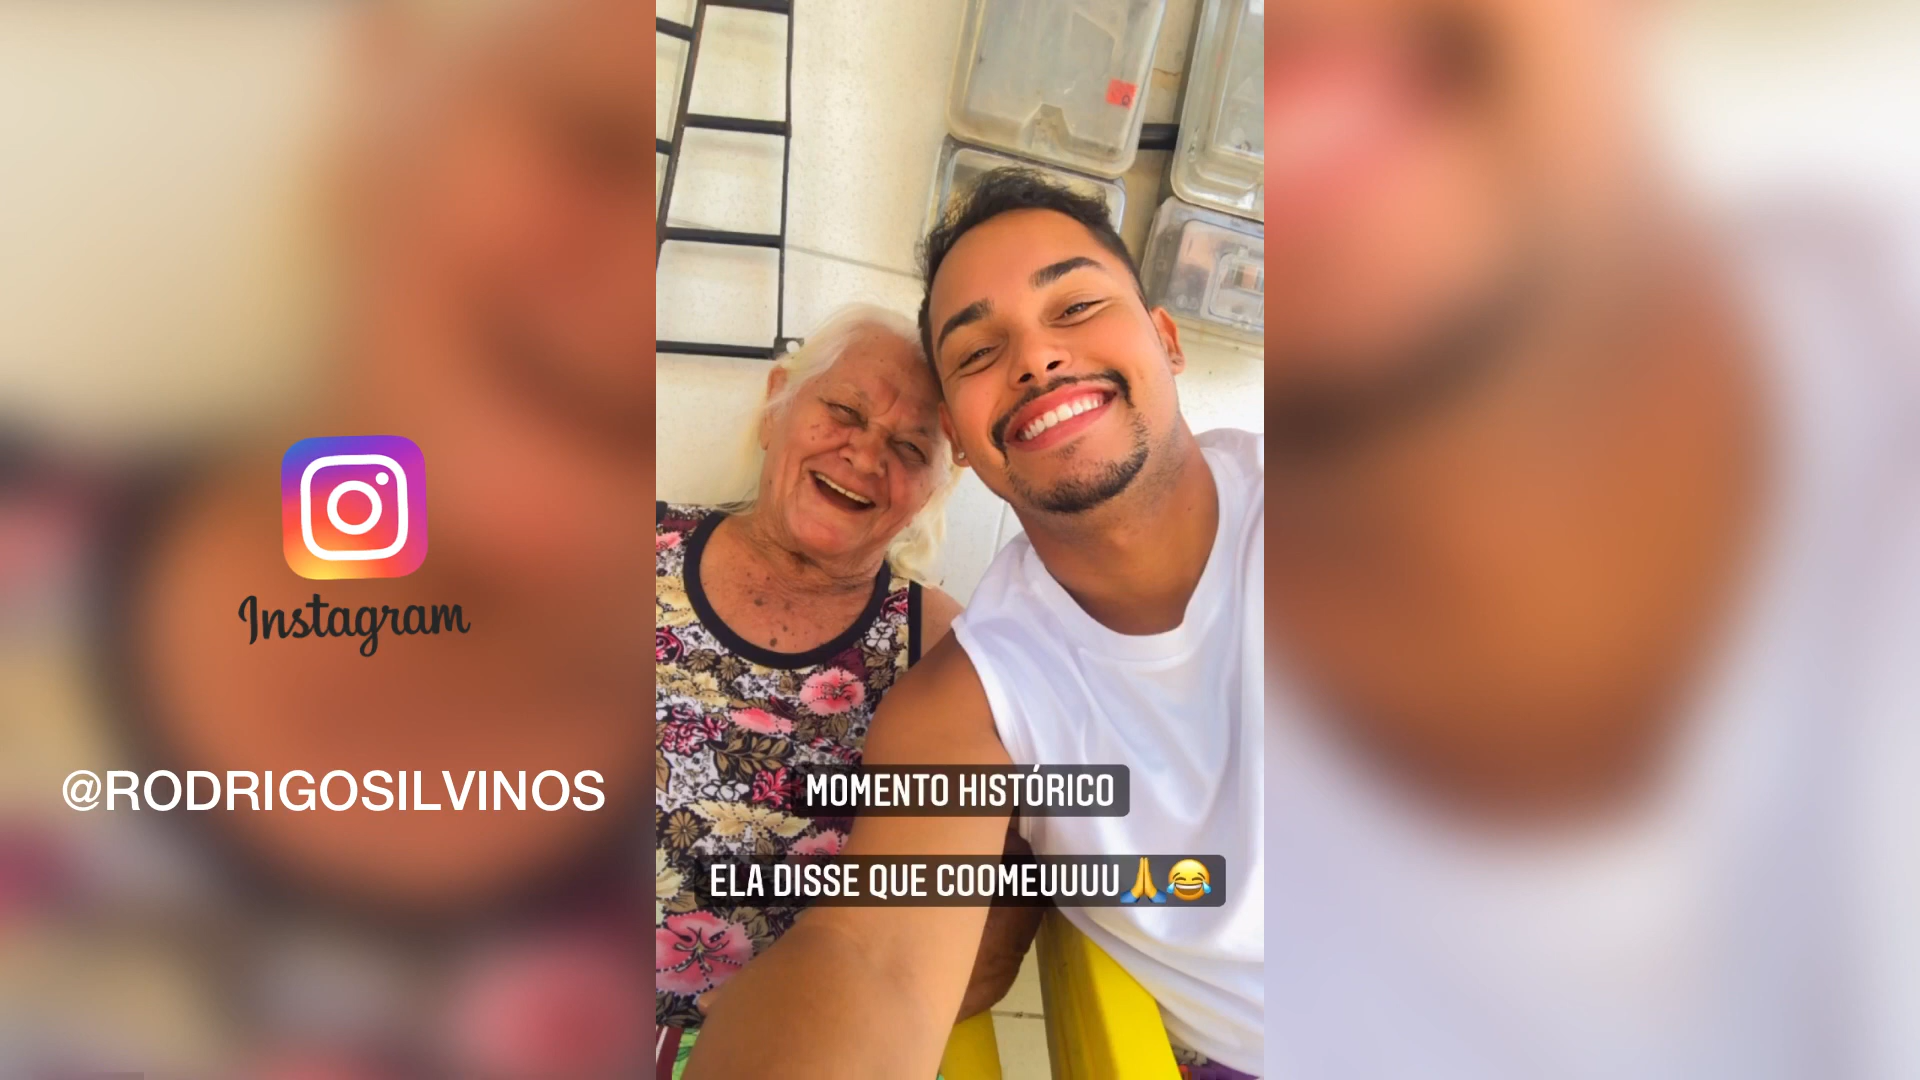 Instagram
@RODRIGOSILVINOS
MOMENTO HISTÓRICO
ELA DISSE QUE COOMEUUUU🙏😂